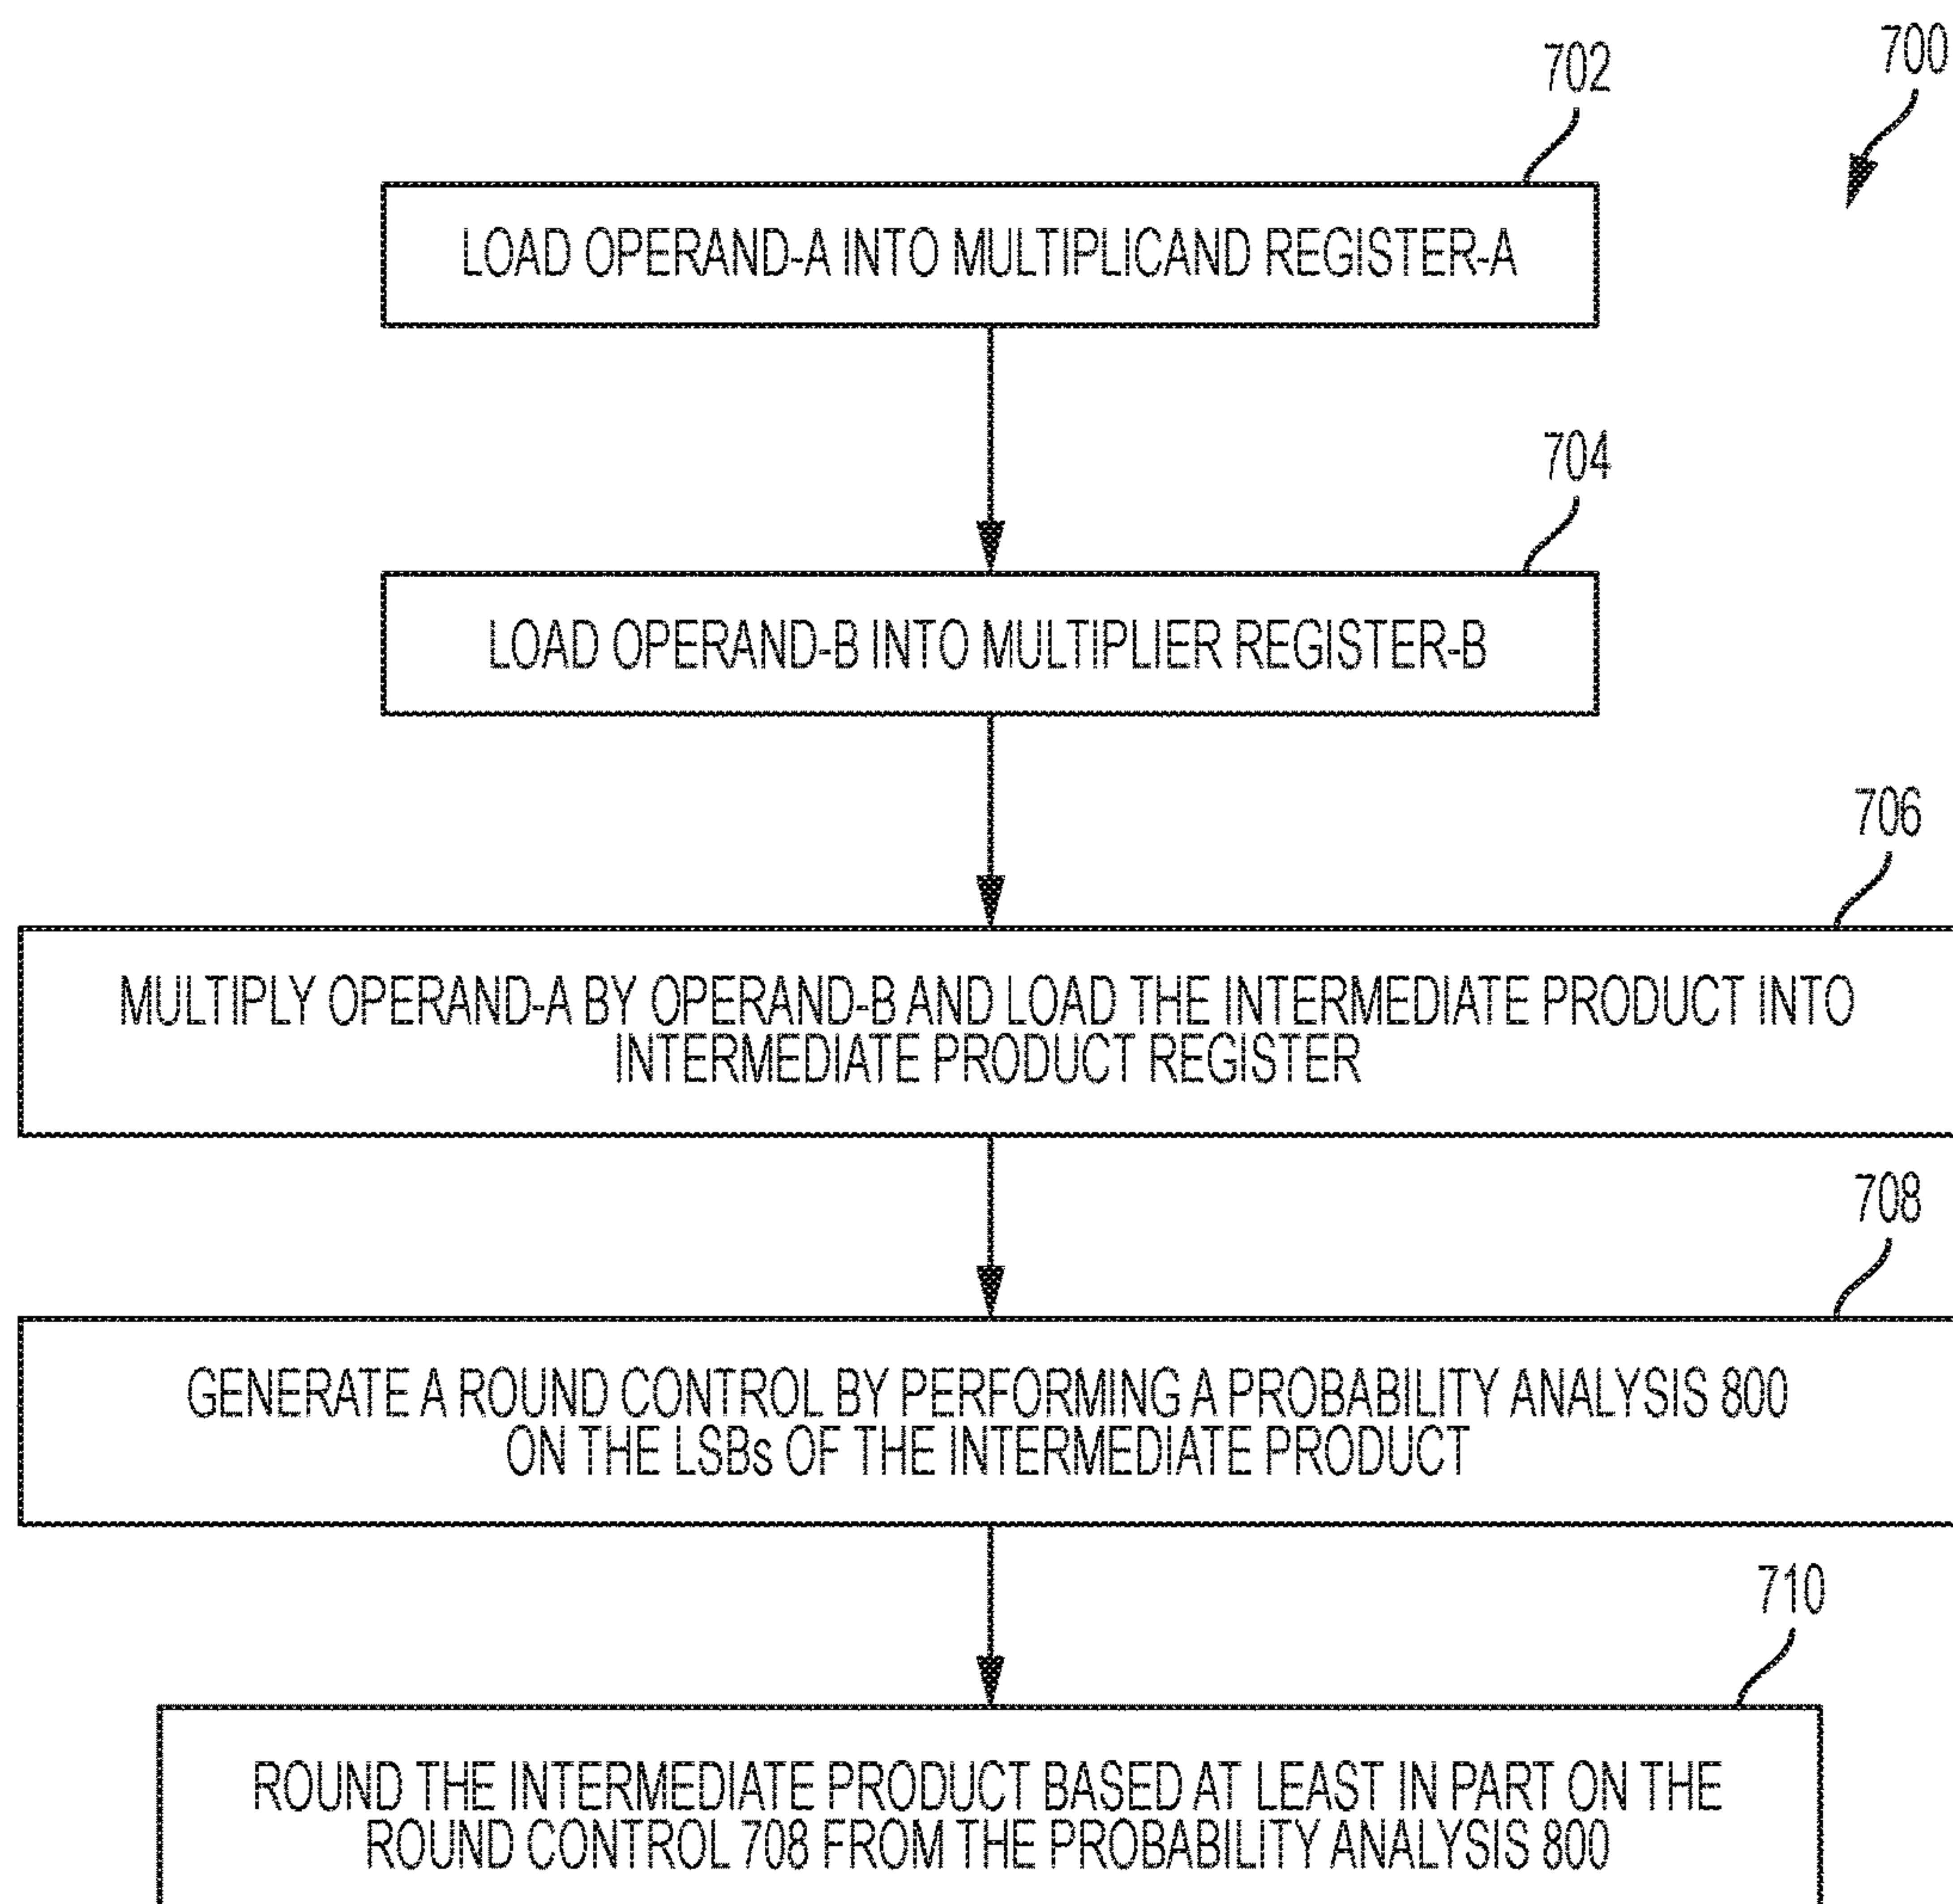 700
702
LOAD OPERAND-A INTO MULTIPLICAND REGISTER-A
704
LOAD OPERAND-B INTO MULTIPLIER REGISTER-B
706
MULTIPLY OPERAND-A BY OPERAND-B AND LOAD THE INTERMEDIATE PRODUCT INTO
INTERMEDIATE PRODUCT REGISTER
708
GENERATE A ROUND CONTROL BY PERFORMING A PROBABILITY ANALYSIS 800
ON THE LSBs OF THE INTERMEDIATE PRODUCT
710
ROUND THE INTERMEDIATE PRODUCT BASED AT LEAST IN PART ON THE
ROUND CONTROL 708 FROM THE PROBABILITY ANALYSIS 800